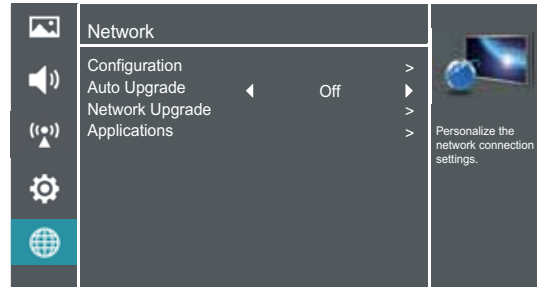 Network
Configuration >
Auto Upgrade Off
Network Upgrade >
Applications >
Personalize the
network connection
settings.